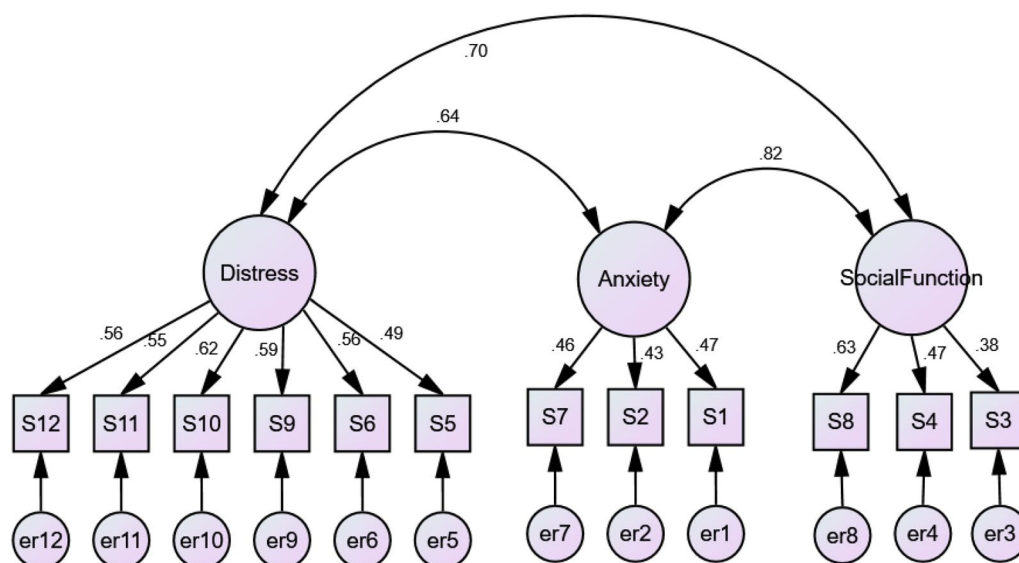 .70
.64
.82
Distress
Anxiety
SocialFunction
.56
.55
.62
.59
.56
.49
.46
.43
.47
.63
.47
.38
S12
S11
S10
S9
S6
S5
S7
S2
S1
S8
S4
S3
er12
er11
er10
er9
er6
er5
er7
er2
er1
er8
er4
er3